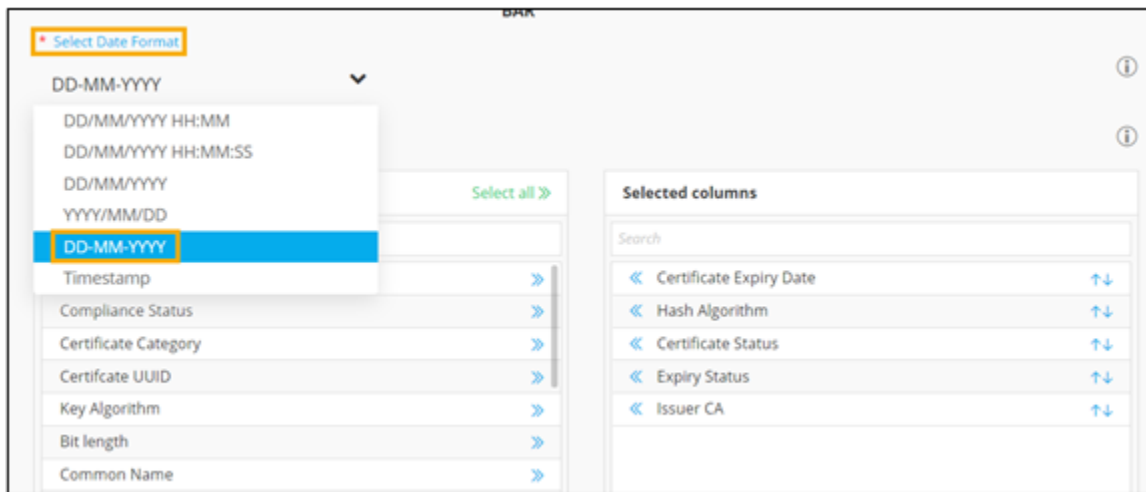 BAR
* Select Date Format
DD-MM-YYYY
DD/MM/YYYY HH:MM
DD/MM/YYYY HH:MM:SS
DD/MM/YYYY
YYYY/MM/DD
DD-MM-YYYY
Timestamp
Select all »
Compliance Status »
Certificate Category »
Certifcate UUID »
Key Algorithm »
Bit length »
Common Name »
Selected columns
Search
« Certificate Expiry Date ↑↓
« Hash Algorithm ↑↓
« Certificate Status ↑↓
« Expiry Status ↑↓
« Issuer CA ↑↓